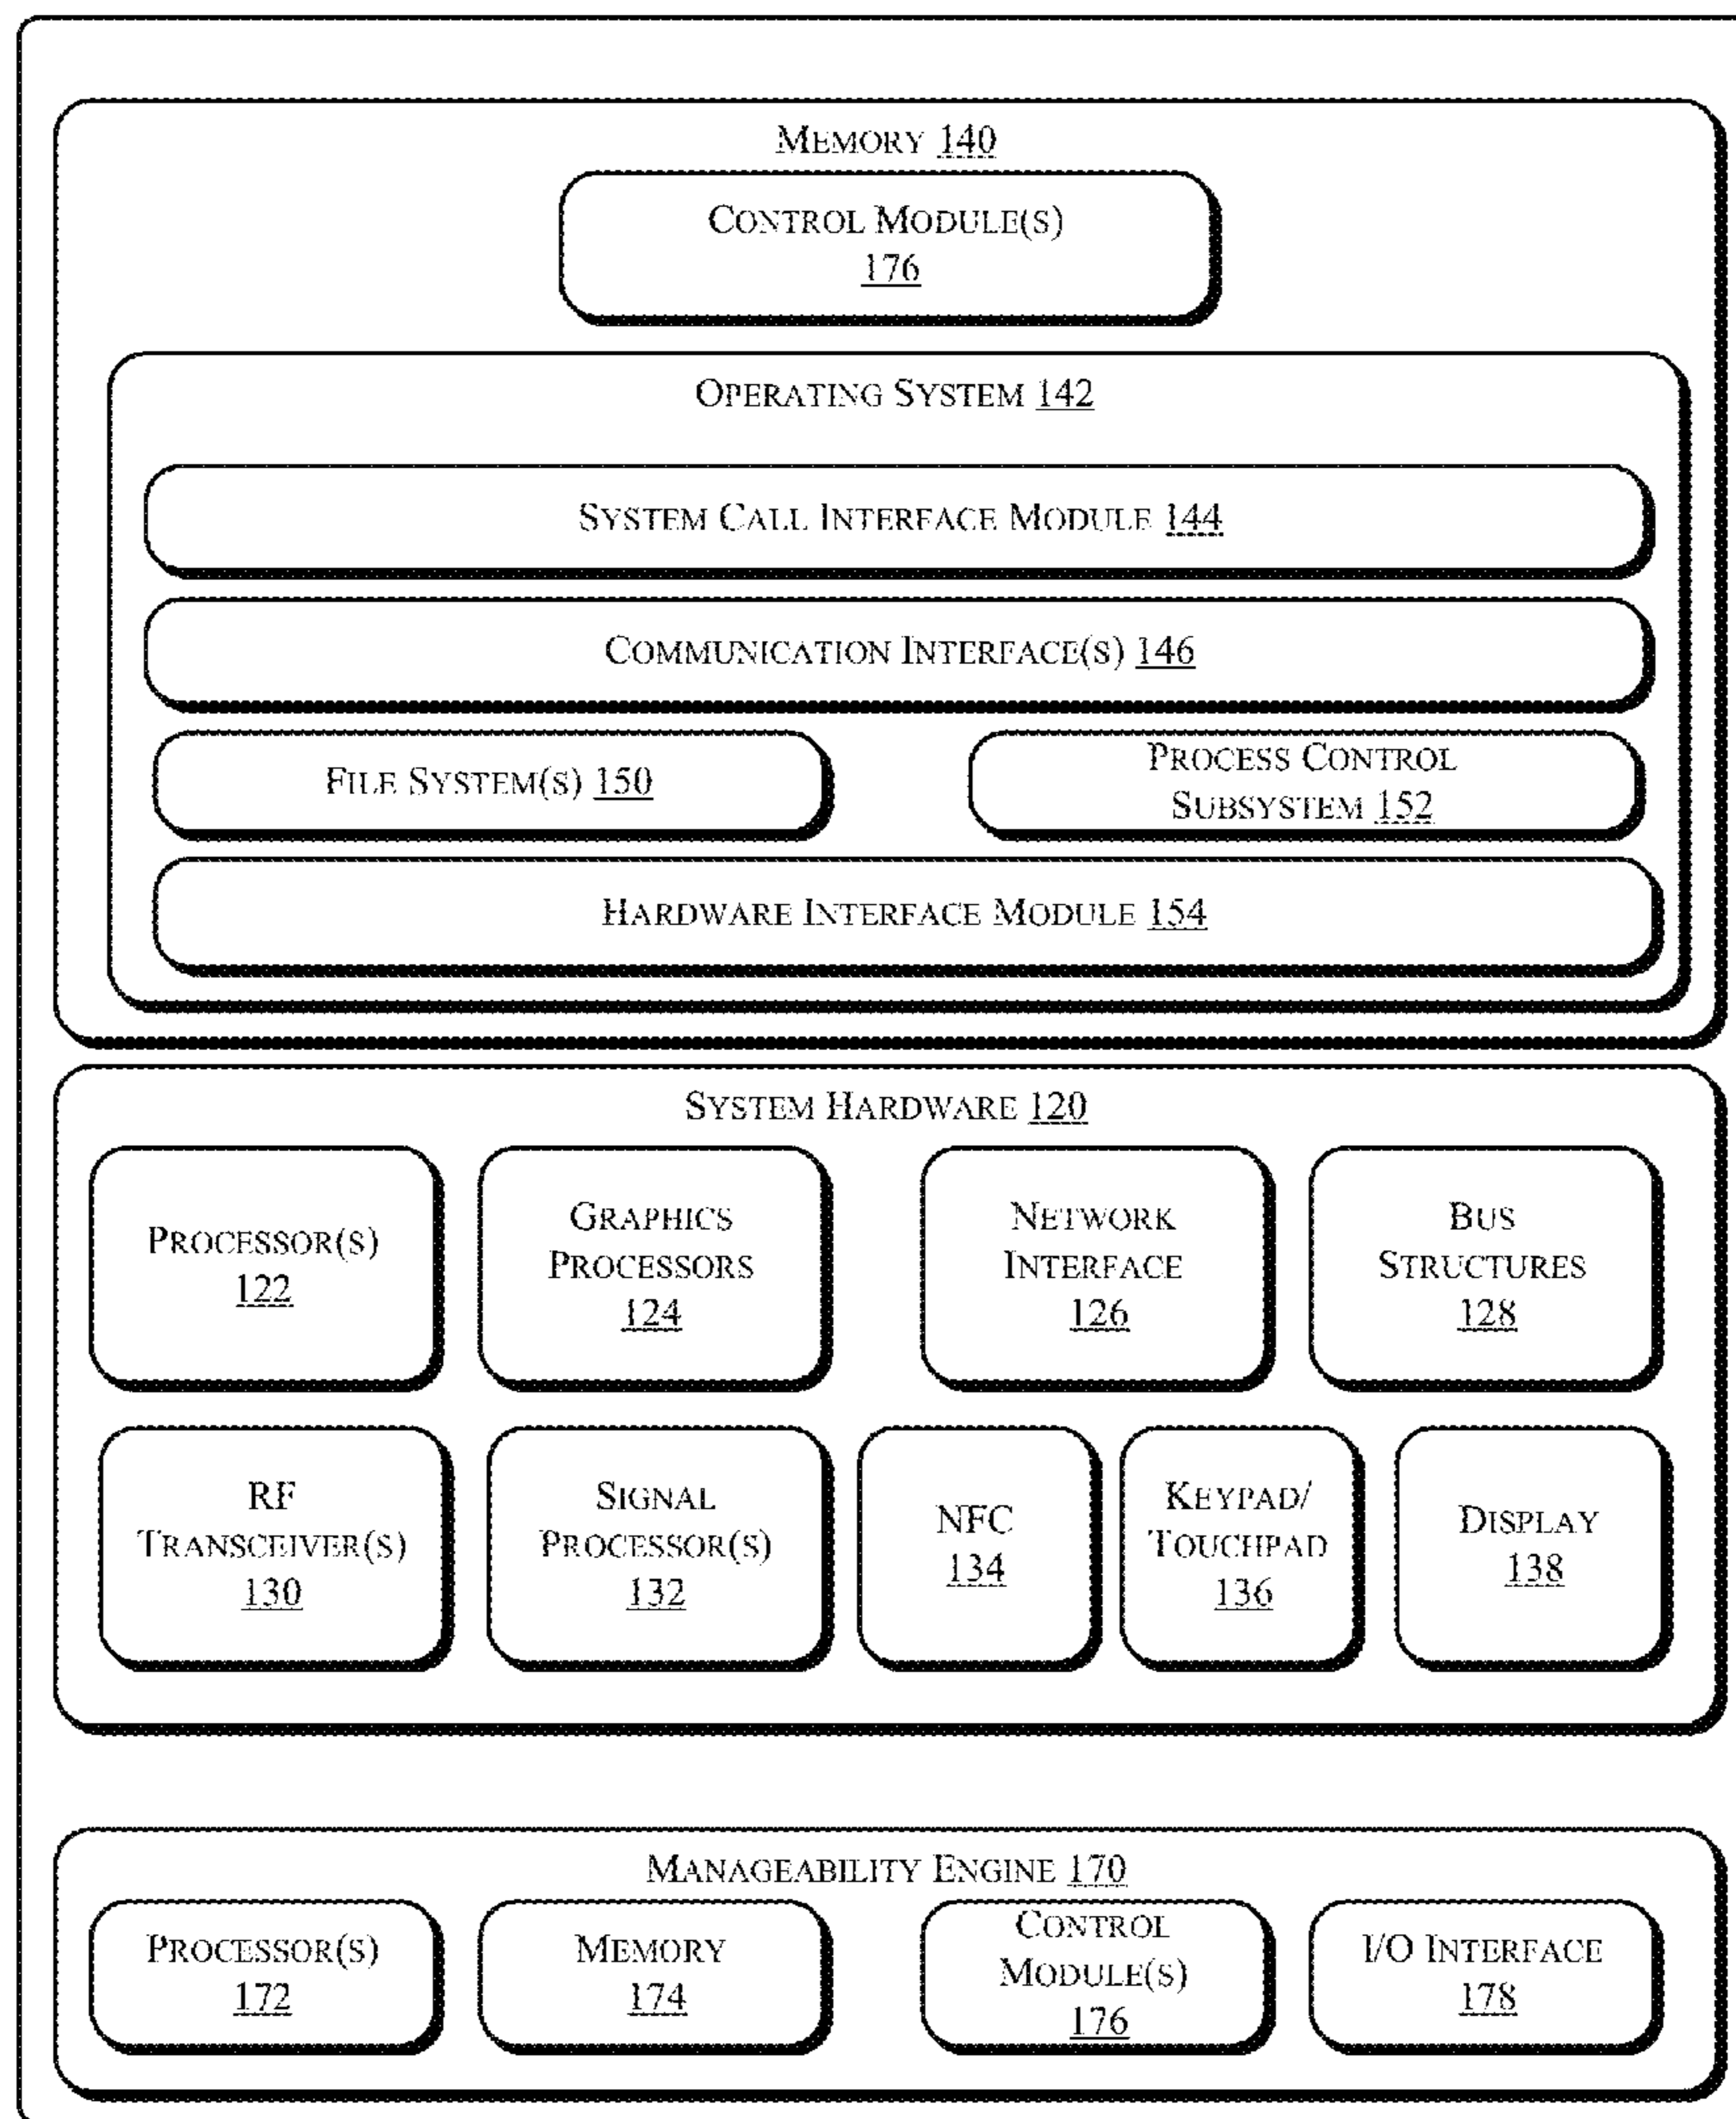 MEMORY 140
CONTROL MODULE(S)
176
OPERATING SYSTEM 142
SYSTEM CALL INTERFACE MODULE 144
COMMUNICATION INTERFACE(S) 146
FILE SYSTEM(S) 150
PROCESS CONTROL
SUBSYSTEM 152
HARDWARE INTERFACE MODULE 154
SYSTEM HARDWARE 120
PROCESSOR(S)
122
GRAPHICS
PROCESSORS
124
NETWORK
INTERFACE
126
BUS
STRUCTURES
128
RF
TRANSCEIVER(S)
130
SIGNAL
PROCESSOR(S)
132
NFC
134
KEYPAD/
TOUCHPAD
136
DISPLAY
138
MANAGEABILITY ENGINE 170
PROCESSOR(S)
172
MEMORY
174
CONTROL
MODULE(S)
176
I/O INTERFACE
178